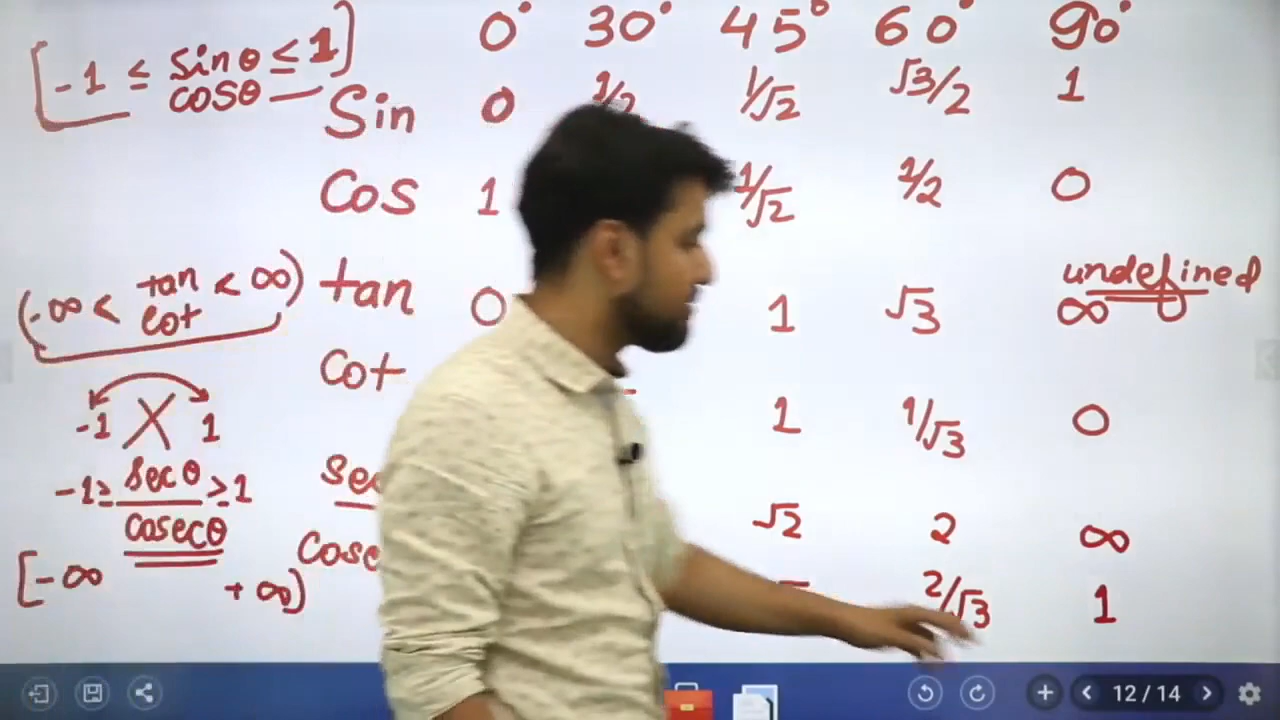 0° 30° 45° 60° 90°
[-1 ≤ sinθ ≤ 1]
cosθ
Sin 0 1/2 1/√2 √3/2 1
Cos 1 1/√2 1/2 0
undefined
(-∞ < tan < ∞)
cot
tan 0 1 √3 ∞
Cot 1 1/√3 0
-1 X 1
-1 ≥ secθ ≥ 1
cosecθ
√2 2 ∞
[-∞ +∞)
2/√3 1
12 / 14